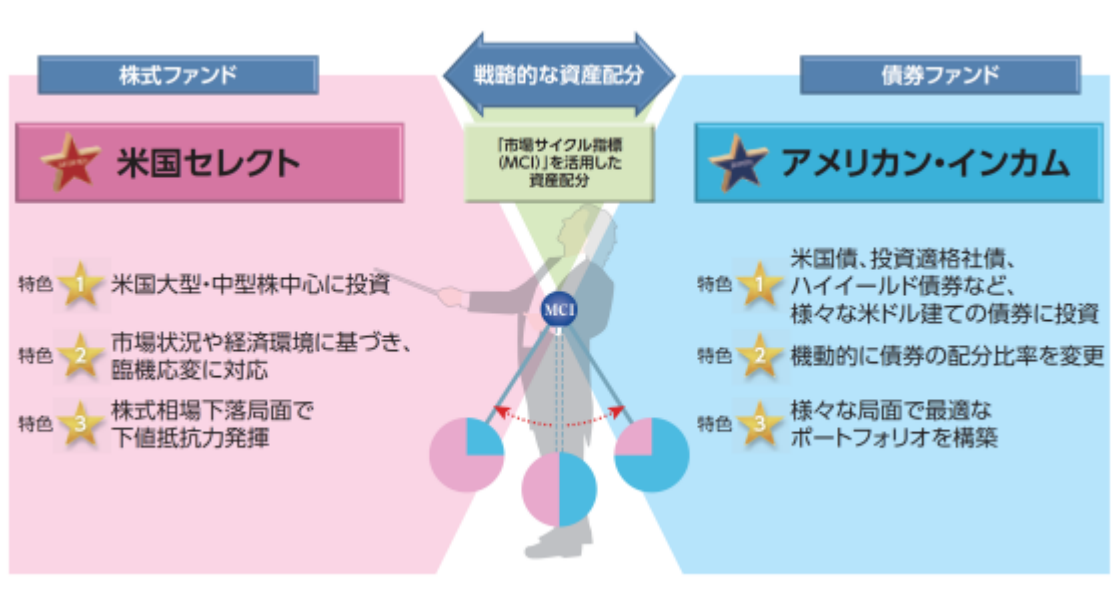 株式ファンド
戦略的な資産配分
債券ファンド
米国セレクト
「市場サイクル指標
(MCI)」を活用した
資産配分
アメリカン・インカム
特色 1 米国大型・中型株中心に投資
特色 2 市場状況や経済環境に基づき、
臨機応変に対応
特色 3 株式相場下落局面で
下値抵抗力発揮
MCI
特色 1 米国債、投資適格社債、
ハイイールド債券など、
様々な米ドル建ての債券に投資
特色 2 機動的に債券の配分比率を変更
特色 3 様々な局面で最適な
ポートフォリオを構築